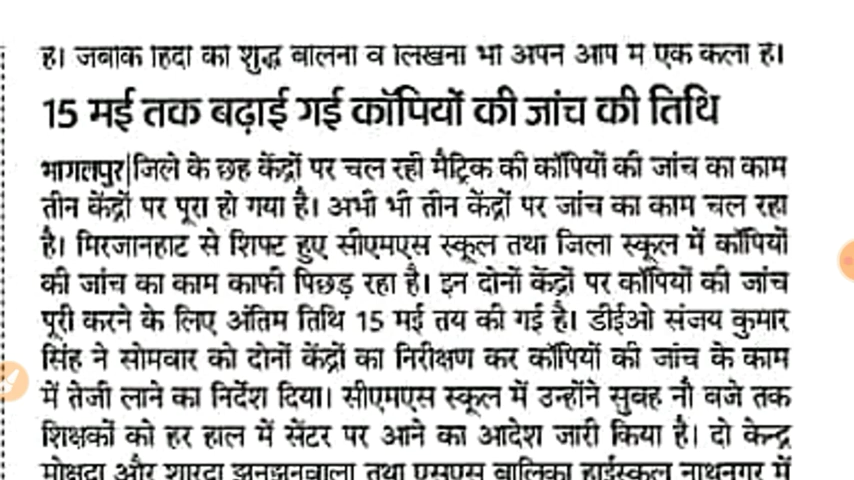 है। जबकि हिंदी को शुद्ध बोलना व लिखना भी अपने आप में एक कला है।
15 मई तक बढ़ाई गई कॉपियों की जांच की तिथि
भागलपुर|जिले के छह केंद्रों पर चल रही मैट्रिक की कॉपियों की जांच का काम
तीन केंद्रों पर पूरा हो गया है। अभी भी तीन केंद्रों पर जांच का काम चल रहा
है। मिरजानहाट से शिफ्ट हुए सीएमएस स्कूल तथा जिला स्कूल में कॉपियों
की जांच का काम काफी पिछड़ रहा है। इन दोनों केंद्रों पर कॉपियों की जांच
पूरी करने के लिए अंतिम तिथि 15 मई तय की गई है। डीईओ संजय कुमार
सिंह ने सोमवार को दोनों केंद्रों का निरीक्षण कर कॉपियों की जांच के काम
में तेजी लाने का निर्देश दिया। सीएमएस स्कूल में उन्होंने सुबह नौ बजे तक
शिक्षकों को हर हाल में सेंटर पर आने का आदेश जारी किया है। दो केन्द्र
मोक्षदा और शारदा झुनझुनवाला तथा एसएस बालिका हाईस्कूल नाथनगर में